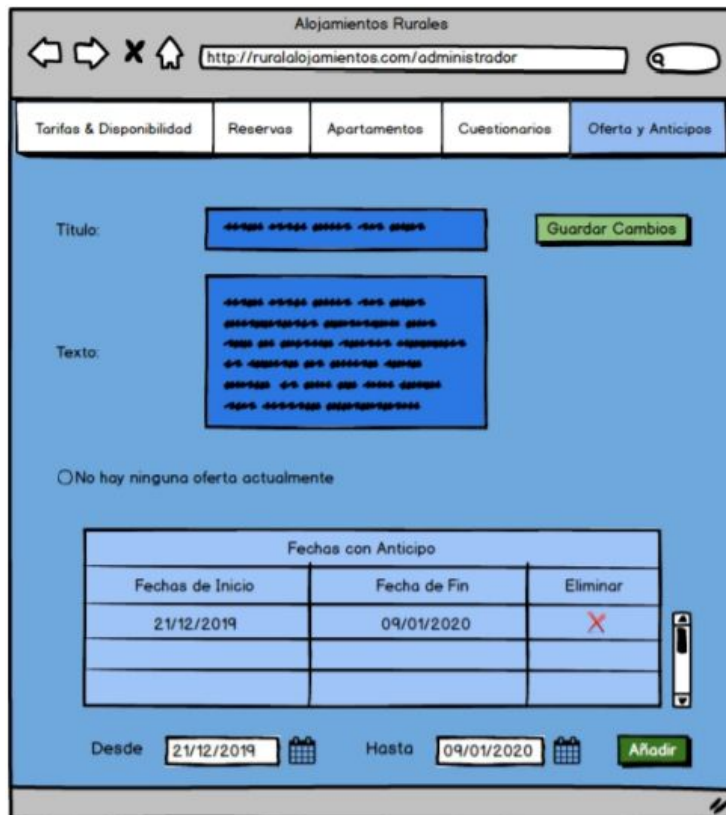 Alojamientos Rurales
http://ruralalojamientos.com/administrador
Tarifas & Disponibilidad Reservas Apartamentos Cuestionarios Oferta y Anticipos
Título: Guardar Cambios
Texto:
No hay ninguna oferta actualmente
Fechas con Anticipo
Fechas de Inicio Fecha de Fin Eliminar
21/12/2019 09/01/2020
Desde 21/12/2019 Hasta 09/01/2020 Añadir